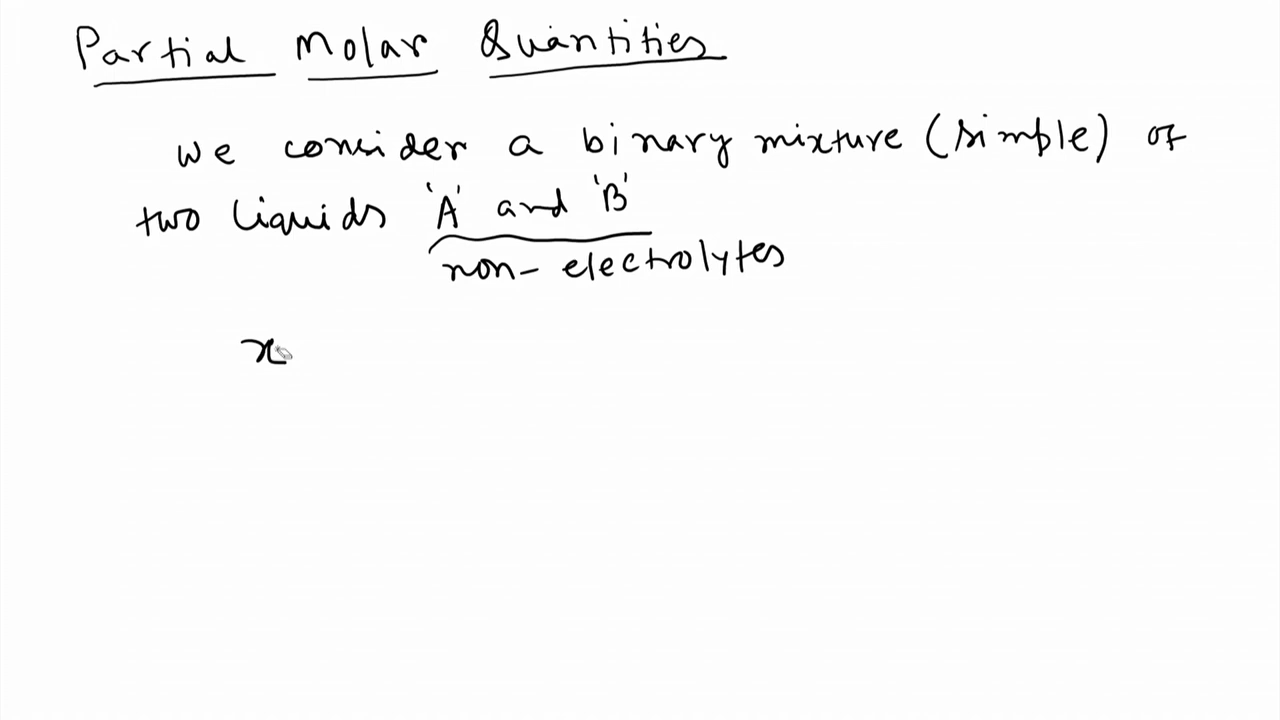 Partial Molar Quantities
we consider a binary mixture (simple) of
two liquids 'A' and 'B'
non-electrolytes
x